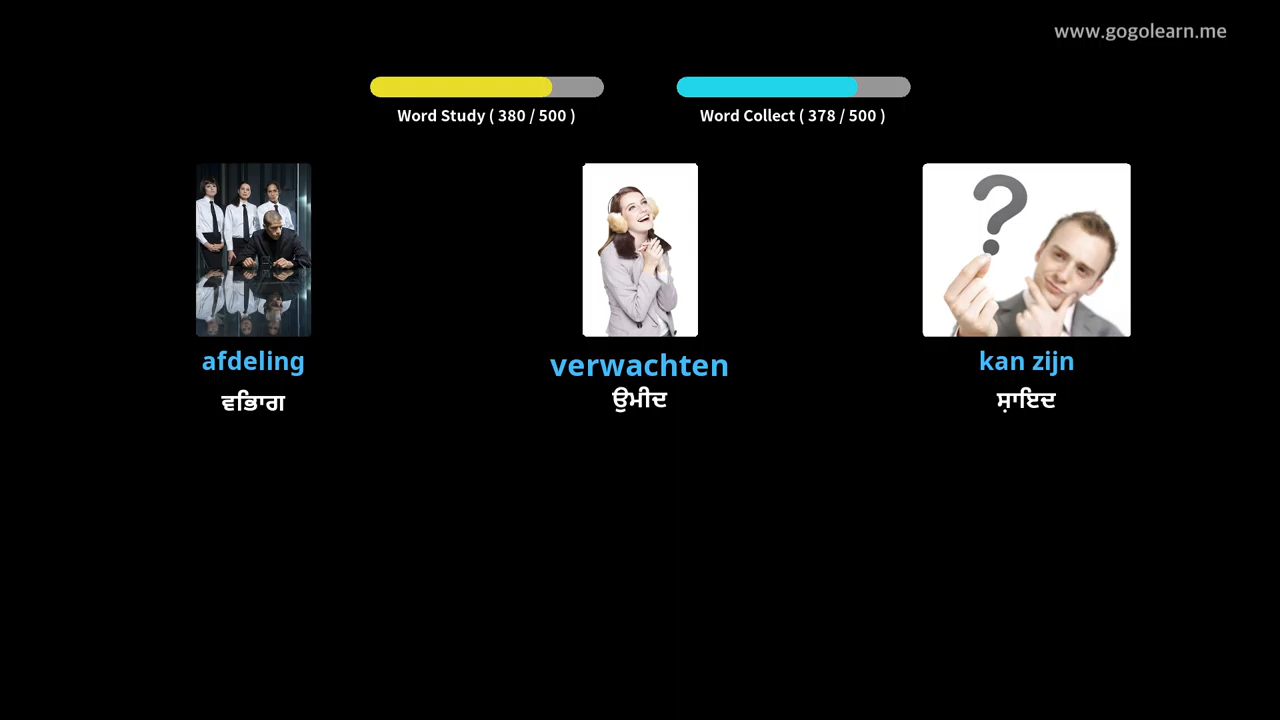 www.gogolearn.me
Word Study ( 380 / 500 )
Word Collect ( 378 / 500 )
afdeling
verwachten
kan zijn
ਵਿਭਾਗ
ਉਮੀਦ
ਸ਼ਾਇਦ